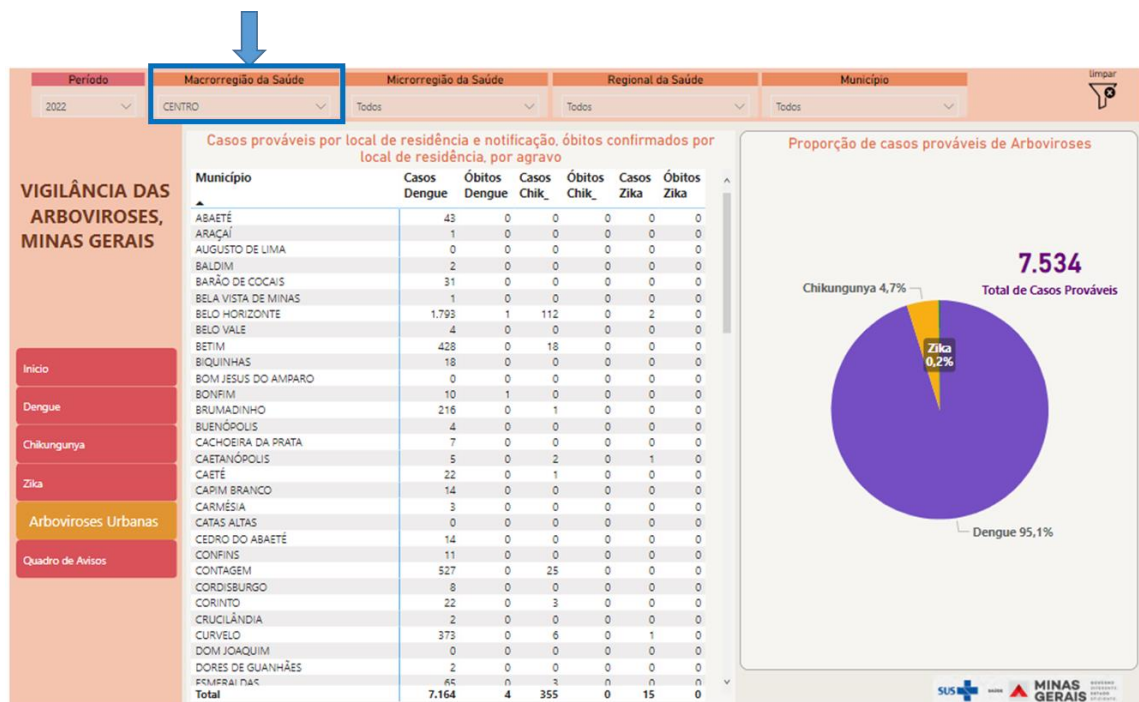 Período
Macrorregião da Saúde
Microrregião da Saúde
Regional da Saúde
Município
limpar
2022
CENTRO
Todos
Todos
Todos
VIGILÂNCIA DAS
ARBOVIROSES,
MINAS GERAIS
Inicio
Dengue
Chikungunya
Zika
Arboviroses Urbanas
Quadro de Avisos
Casos prováveis por local de residência e notificação, óbitos confirmados por
local de residência, por agravo
Município Casos Dengue Óbitos Dengue Casos Chik_ Óbitos Chik_ Casos Zika Óbitos Zika
ABAETÉ 43 0 0 0 0 0
ARAÇAÍ 1 0 0 0 0 0
AUGUSTO DE LIMA 0 0 0 0 0 0
BALDIM 2 0 0 0 0 0
BARÃO DE COCAIS 31 0 0 0 0 0
BELA VISTA DE MINAS 1 0 0 0 0 0
BELO HORIZONTE 1.793 1 112 0 2 0
BELO VALE 4 0 0 0 0 0
BETIM 428 0 18 0 0 0
BIQUINHAS 18 0 0 0 0 0
BOM JESUS DO AMPARO 0 0 0 0 0 0
BONFIM 10 1 0 0 0 0
BRUMADINHO 216 0 1 0 0 0
BUENÓPOLIS 4 0 0 0 0 0
CACHOEIRA DA PRATA 7 0 0 0 0 0
CAETANÓPOLIS 5 0 2 0 1 0
CAETÉ 22 0 1 0 0 0
CAPIM BRANCO 14 0 0 0 0 0
CARMÉSIA 3 0 0 0 0 0
CATAS ALTAS 0 0 0 0 0 0
CEDRO DO ABAETÉ 14 0 0 0 0 0
CONFINS 11 0 0 0 0 0
CONTAGEM 527 0 25 0 0 0
CORDISBURGO 8 0 0 0 0 0
CORINTO 22 0 3 0 0 0
CRUCILÂNDIA 2 0 0 0 0 0
CURVELO 373 0 6 0 1 0
DOM JOAQUIM 0 0 0 0 0 0
DORES DE GUANHÃES 2 0 0 0 0 0
ESMERALDAS 65 0 3 0 0 0
Total 7.164 4 355 0 15 0
Proporção de casos prováveis de Arboviroses
7.534
Total de Casos Prováveis
Chikungunya 4,7%
Zika
0,2%
Dengue 95,1%
SUS
SAÚDE
MINAS
GERAIS